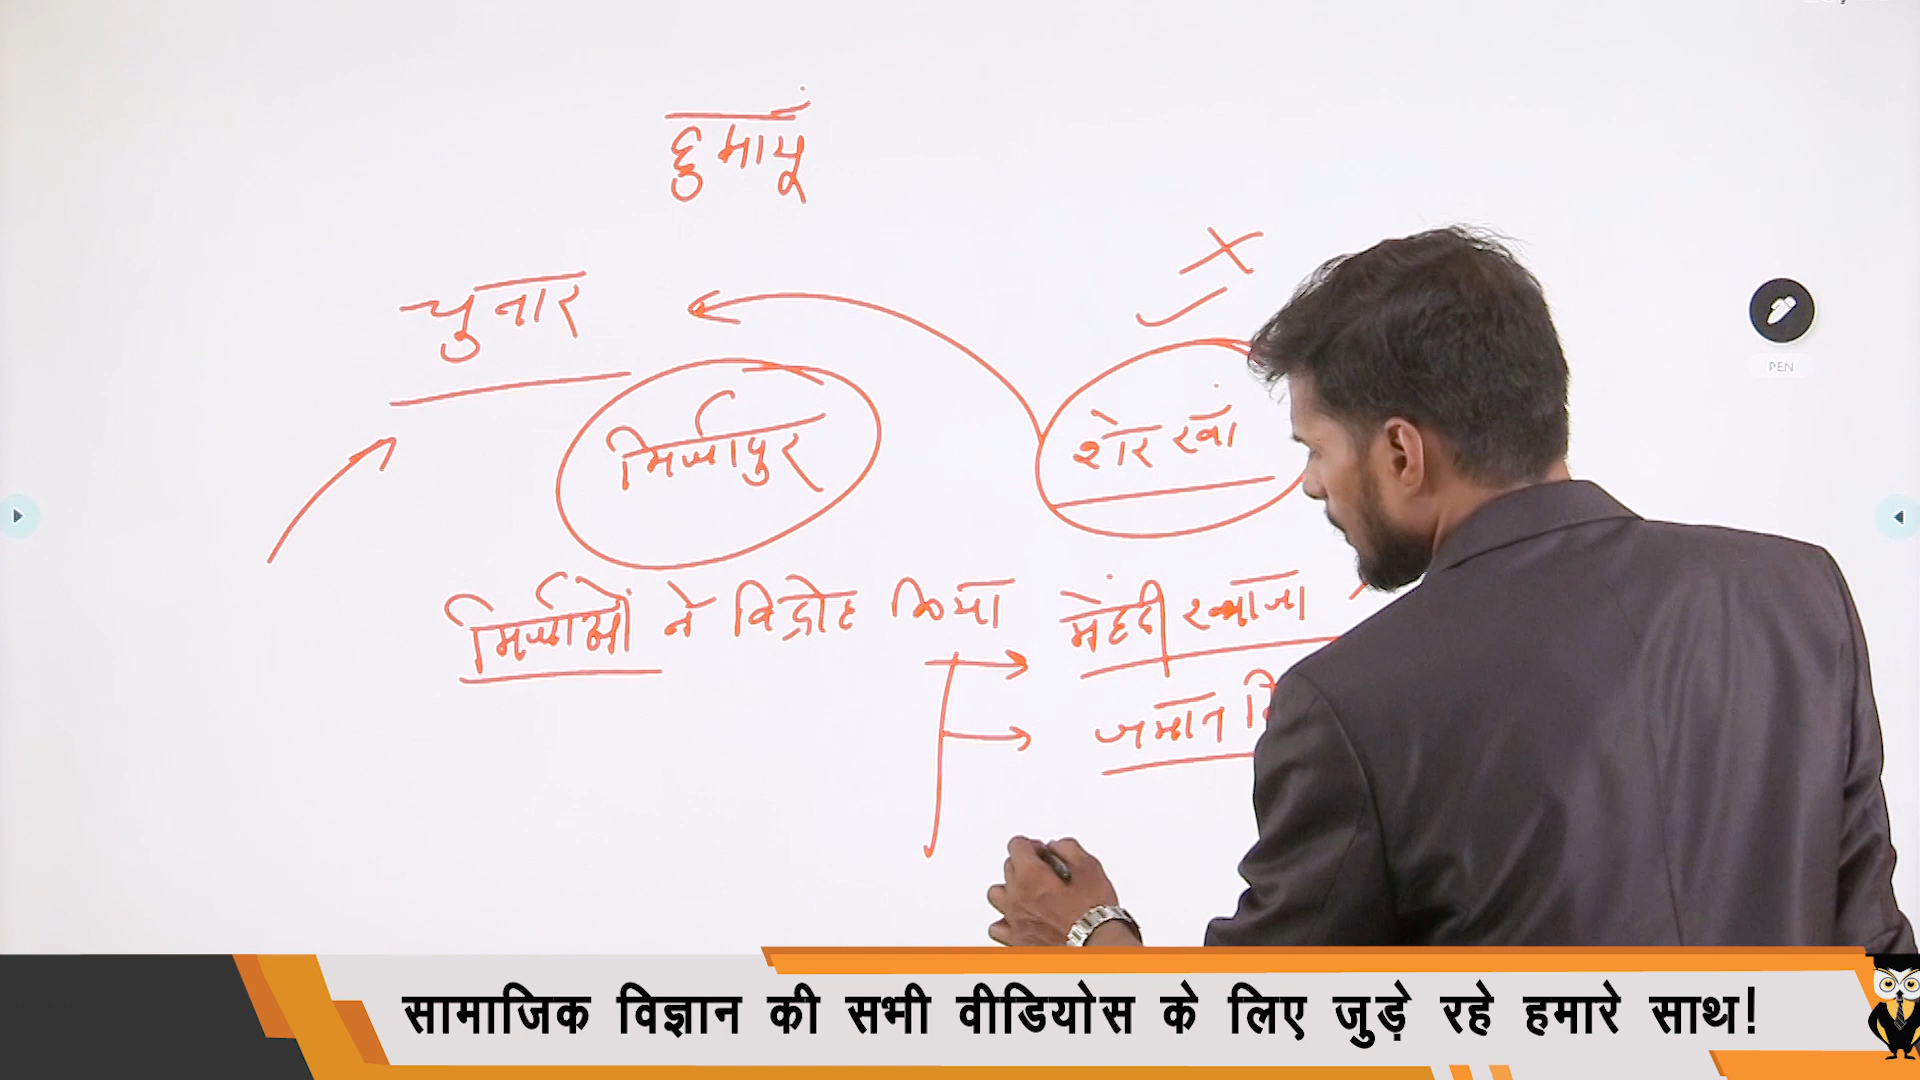 हुमायूं
चुनार
मिर्जापुर
शेर खां
मिर्जाओं ने विद्रोह किया
मेंहदी ख्वाजा
जमान
PEN
सामाजिक विज्ञान की सभी वीडियोस के लिए जुड़े रहे हमारे साथ!